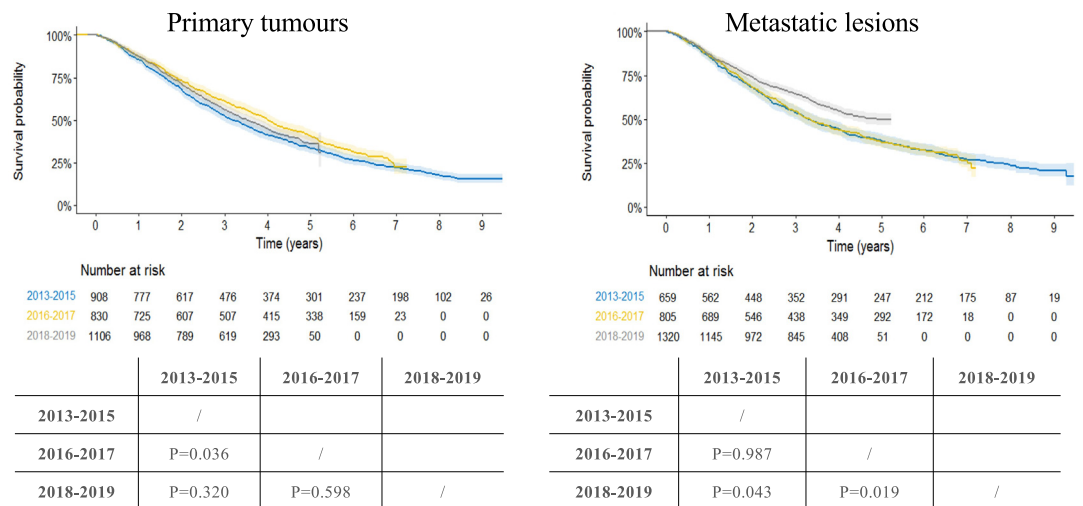 Primary tumours
100%
75%
50%
25%
0%
Survival probability
0 1 2 3 4 5 6 7 8 9
Time (years)
Number at risk
2013-2015 908 777 617 476 374 301 237 198 102 26
2016-2017 830 725 607 507 415 338 159 23 0 0
2018-2019 1106 968 789 619 293 50 0 0 0 0
2013-2015 2016-2017 2018-2019
2013-2015 /
2016-2017 P=0.036 /
2018-2019 P=0.320 P=0.598 /
Metastatic lesions
100%
75%
50%
25%
0%
Survival probability
0 1 2 3 4 5 6 7 8 9
Time (years)
Number at risk
2013-2015 659 562 448 352 291 247 212 175 87 19
2016-2017 805 689 546 438 349 292 172 18 0 0
2018-2019 1320 1145 972 845 408 51 0 0 0 0
2013-2015 2016-2017 2018-2019
2013-2015 /
2016-2017 P=0.987 /
2018-2019 P=0.043 P=0.019 /